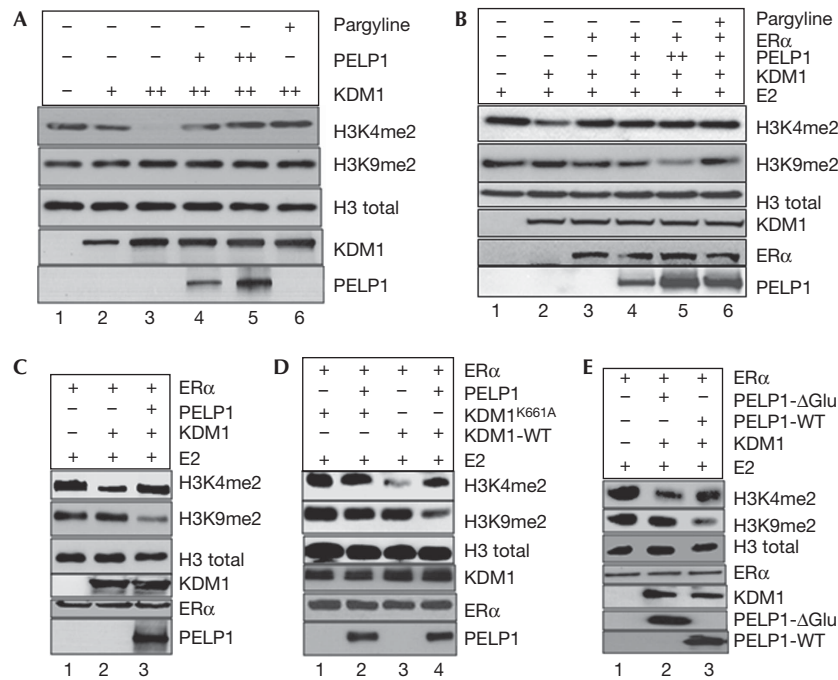 A
– – – – – + Pargyline
– – – + ++ – PELP1
– + ++ ++ ++ ++ KDM1
H3K4me2
H3K9me2
H3 total
KDM1
PELP1
1 2 3 4 5 6
B
– – – – – + Pargyline
– – + + + + ERα
– – – + ++ + PELP1
– + + + + + KDM1
+ + + + + + E2
H3K4me2
H3K9me2
H3 total
KDM1
ERα
PELP1
1 2 3 4 5 6
C
+ + + ERα
– – + PELP1
– + + KDM1
+ + + E2
H3K4me2
H3K9me2
H3 total
KDM1
ERα
PELP1
1 2 3
D
+ + + + ERα
– + – + PELP1
+ + – – KDM1K661A
– – + + KDM1-WT
+ + + + E2
H3K4me2
H3K9me2
H3 total
KDM1
ERα
PELP1
1 2 3 4
E
+ + + ERα
– + – PELP1-ΔGlu
– – + PELP1-WT
– + + KDM1
+ + + E2
H3K4me2
H3K9me2
H3 total
ERα
KDM1
PELP1-ΔGlu
PELP1-WT
1 2 3